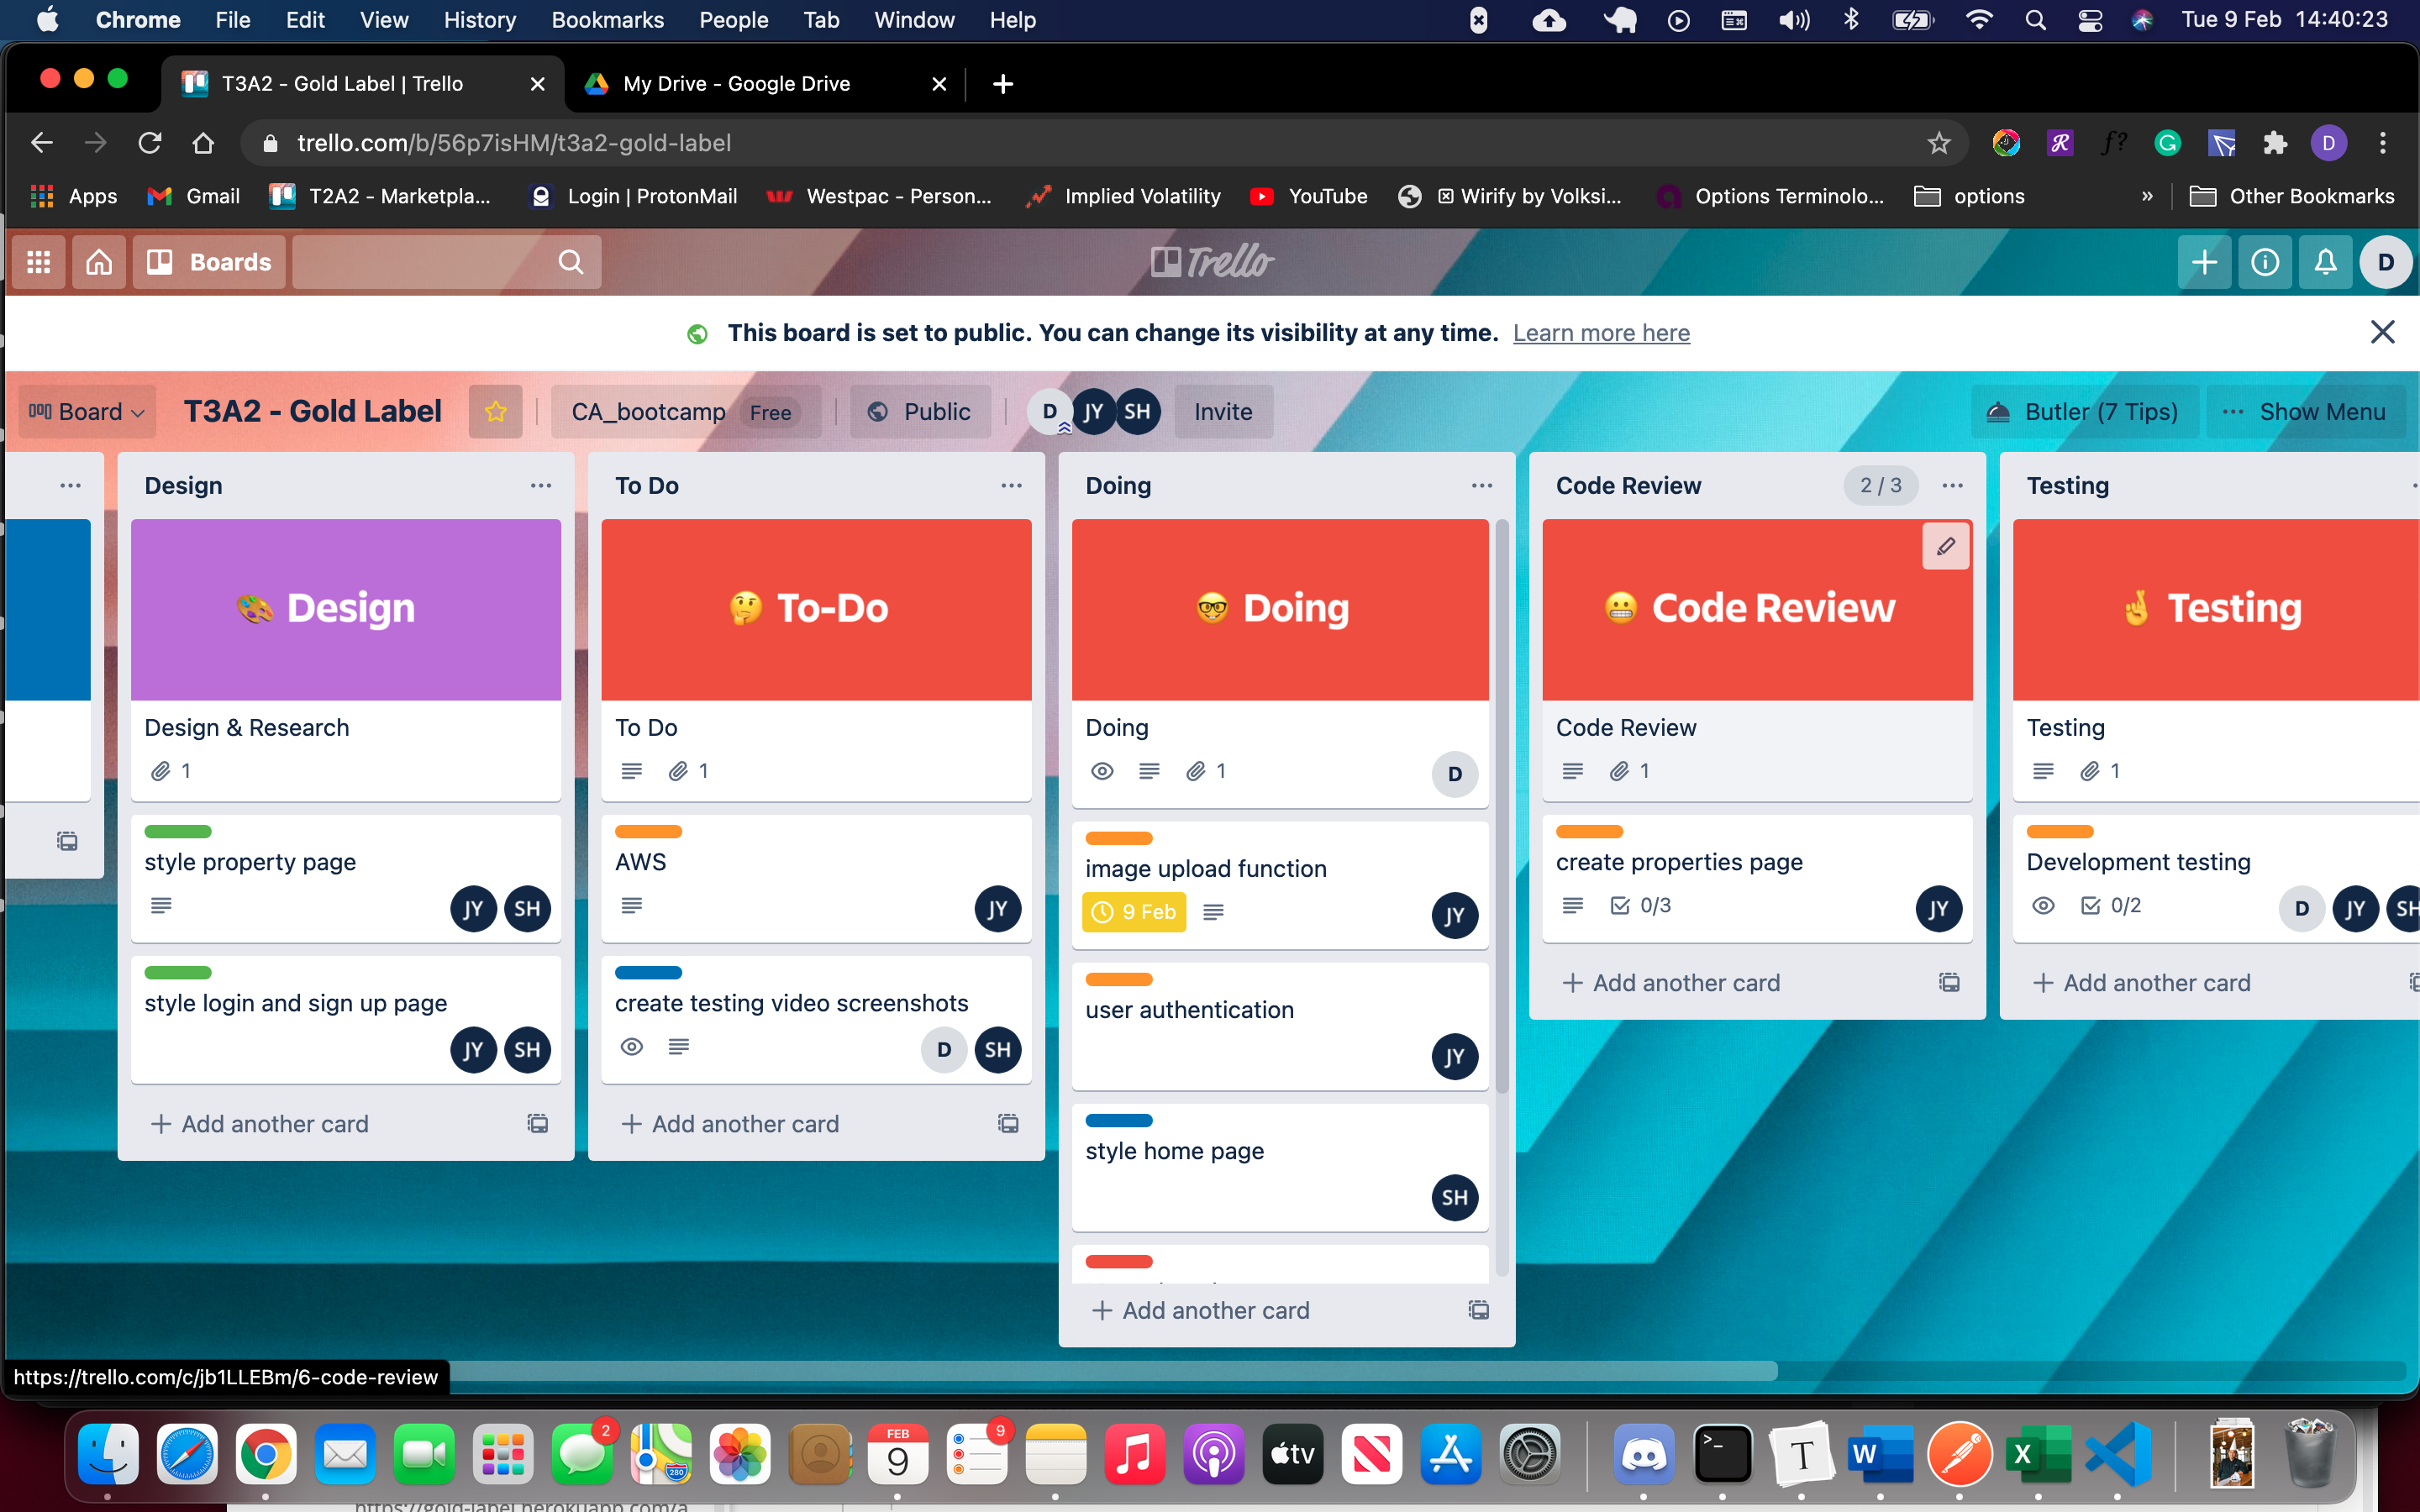 Chrome File Edit View History Bookmarks People Tab Window Help Tue 9 Feb 14:40:23
T3A2 - Gold Label | Trello My Drive - Google Drive
trello.com/b/56p7isHM/t3a2-gold-label f? G D
Apps Gmail T2A2 - Marketpla... Login | ProtonMail Westpac - Person... Implied Volatility YouTube Wirify by Volksi... Options Terminolo... options » Other Bookmarks
Boards Trello D
This board is set to public. You can change its visibility at any time. Learn more here
Board T3A2 - Gold Label CA_bootcamp Free Public D JY SH Invite Butler (7 Tips) ... Show Menu
Design
🎨 Design
Design & Research
1
style property page
JY SH
style login and sign up page
JY SH
+ Add another card
To Do
🤔 To-Do
To Do
1
AWS
JY
create testing video screenshots
D SH
+ Add another card
Doing
🤓 Doing
Doing
1 D
image upload function
9 Feb JY
user authentication
JY
style home page
SH
+ Add another card
Code Review 2 / 3
😬 Code Review
Code Review
1
create properties page
0/3 JY
+ Add another card
Testing
🤞 Testing
Testing
1
Development testing
0/2 D JY SH
+ Add another card
https://trello.com/c/jb1LLEBm/6-code-review
2 280 FEB 9 9 tv >_ T W X
https://gold-label.herokuapp.com/a